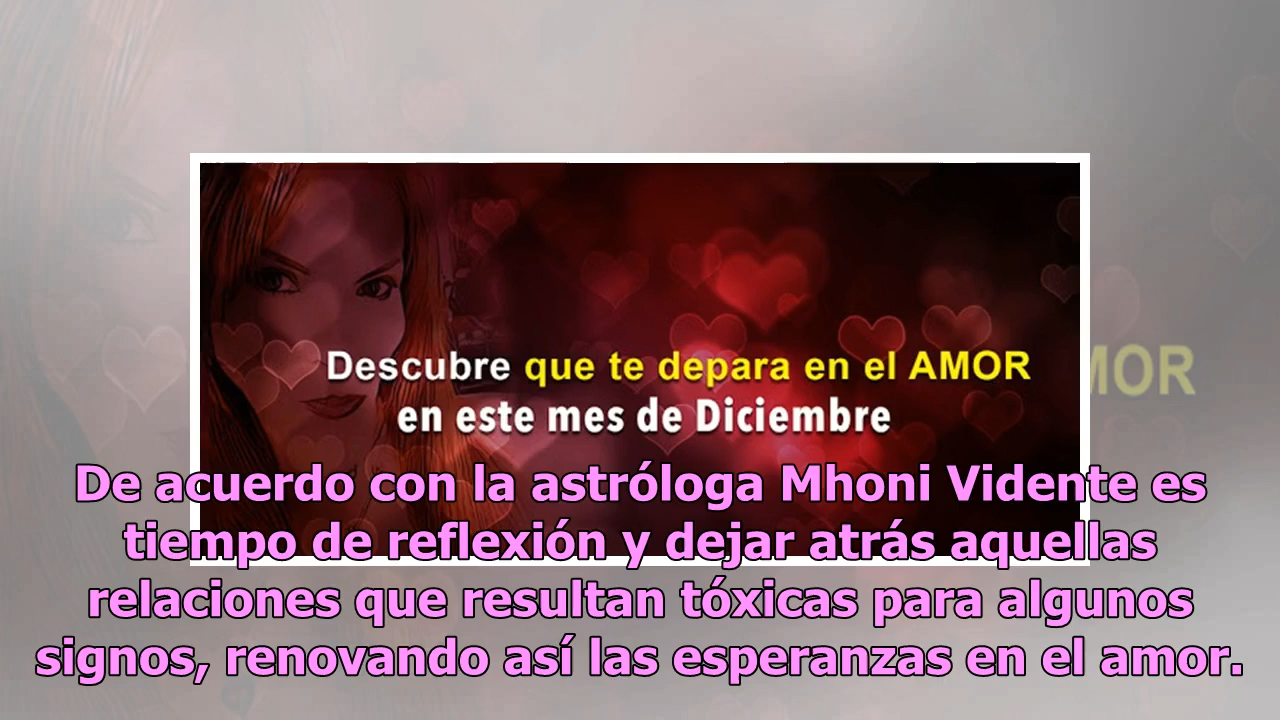 Descubre que te depara en el AMOR
en este mes de Diciembre
MOR
De acuerdo con la astróloga Mhoni Vidente es
tiempo de reflexión y dejar atrás aquellas
relaciones que resultan tóxicas para algunos
signos, renovando así las esperanzas en el amor.